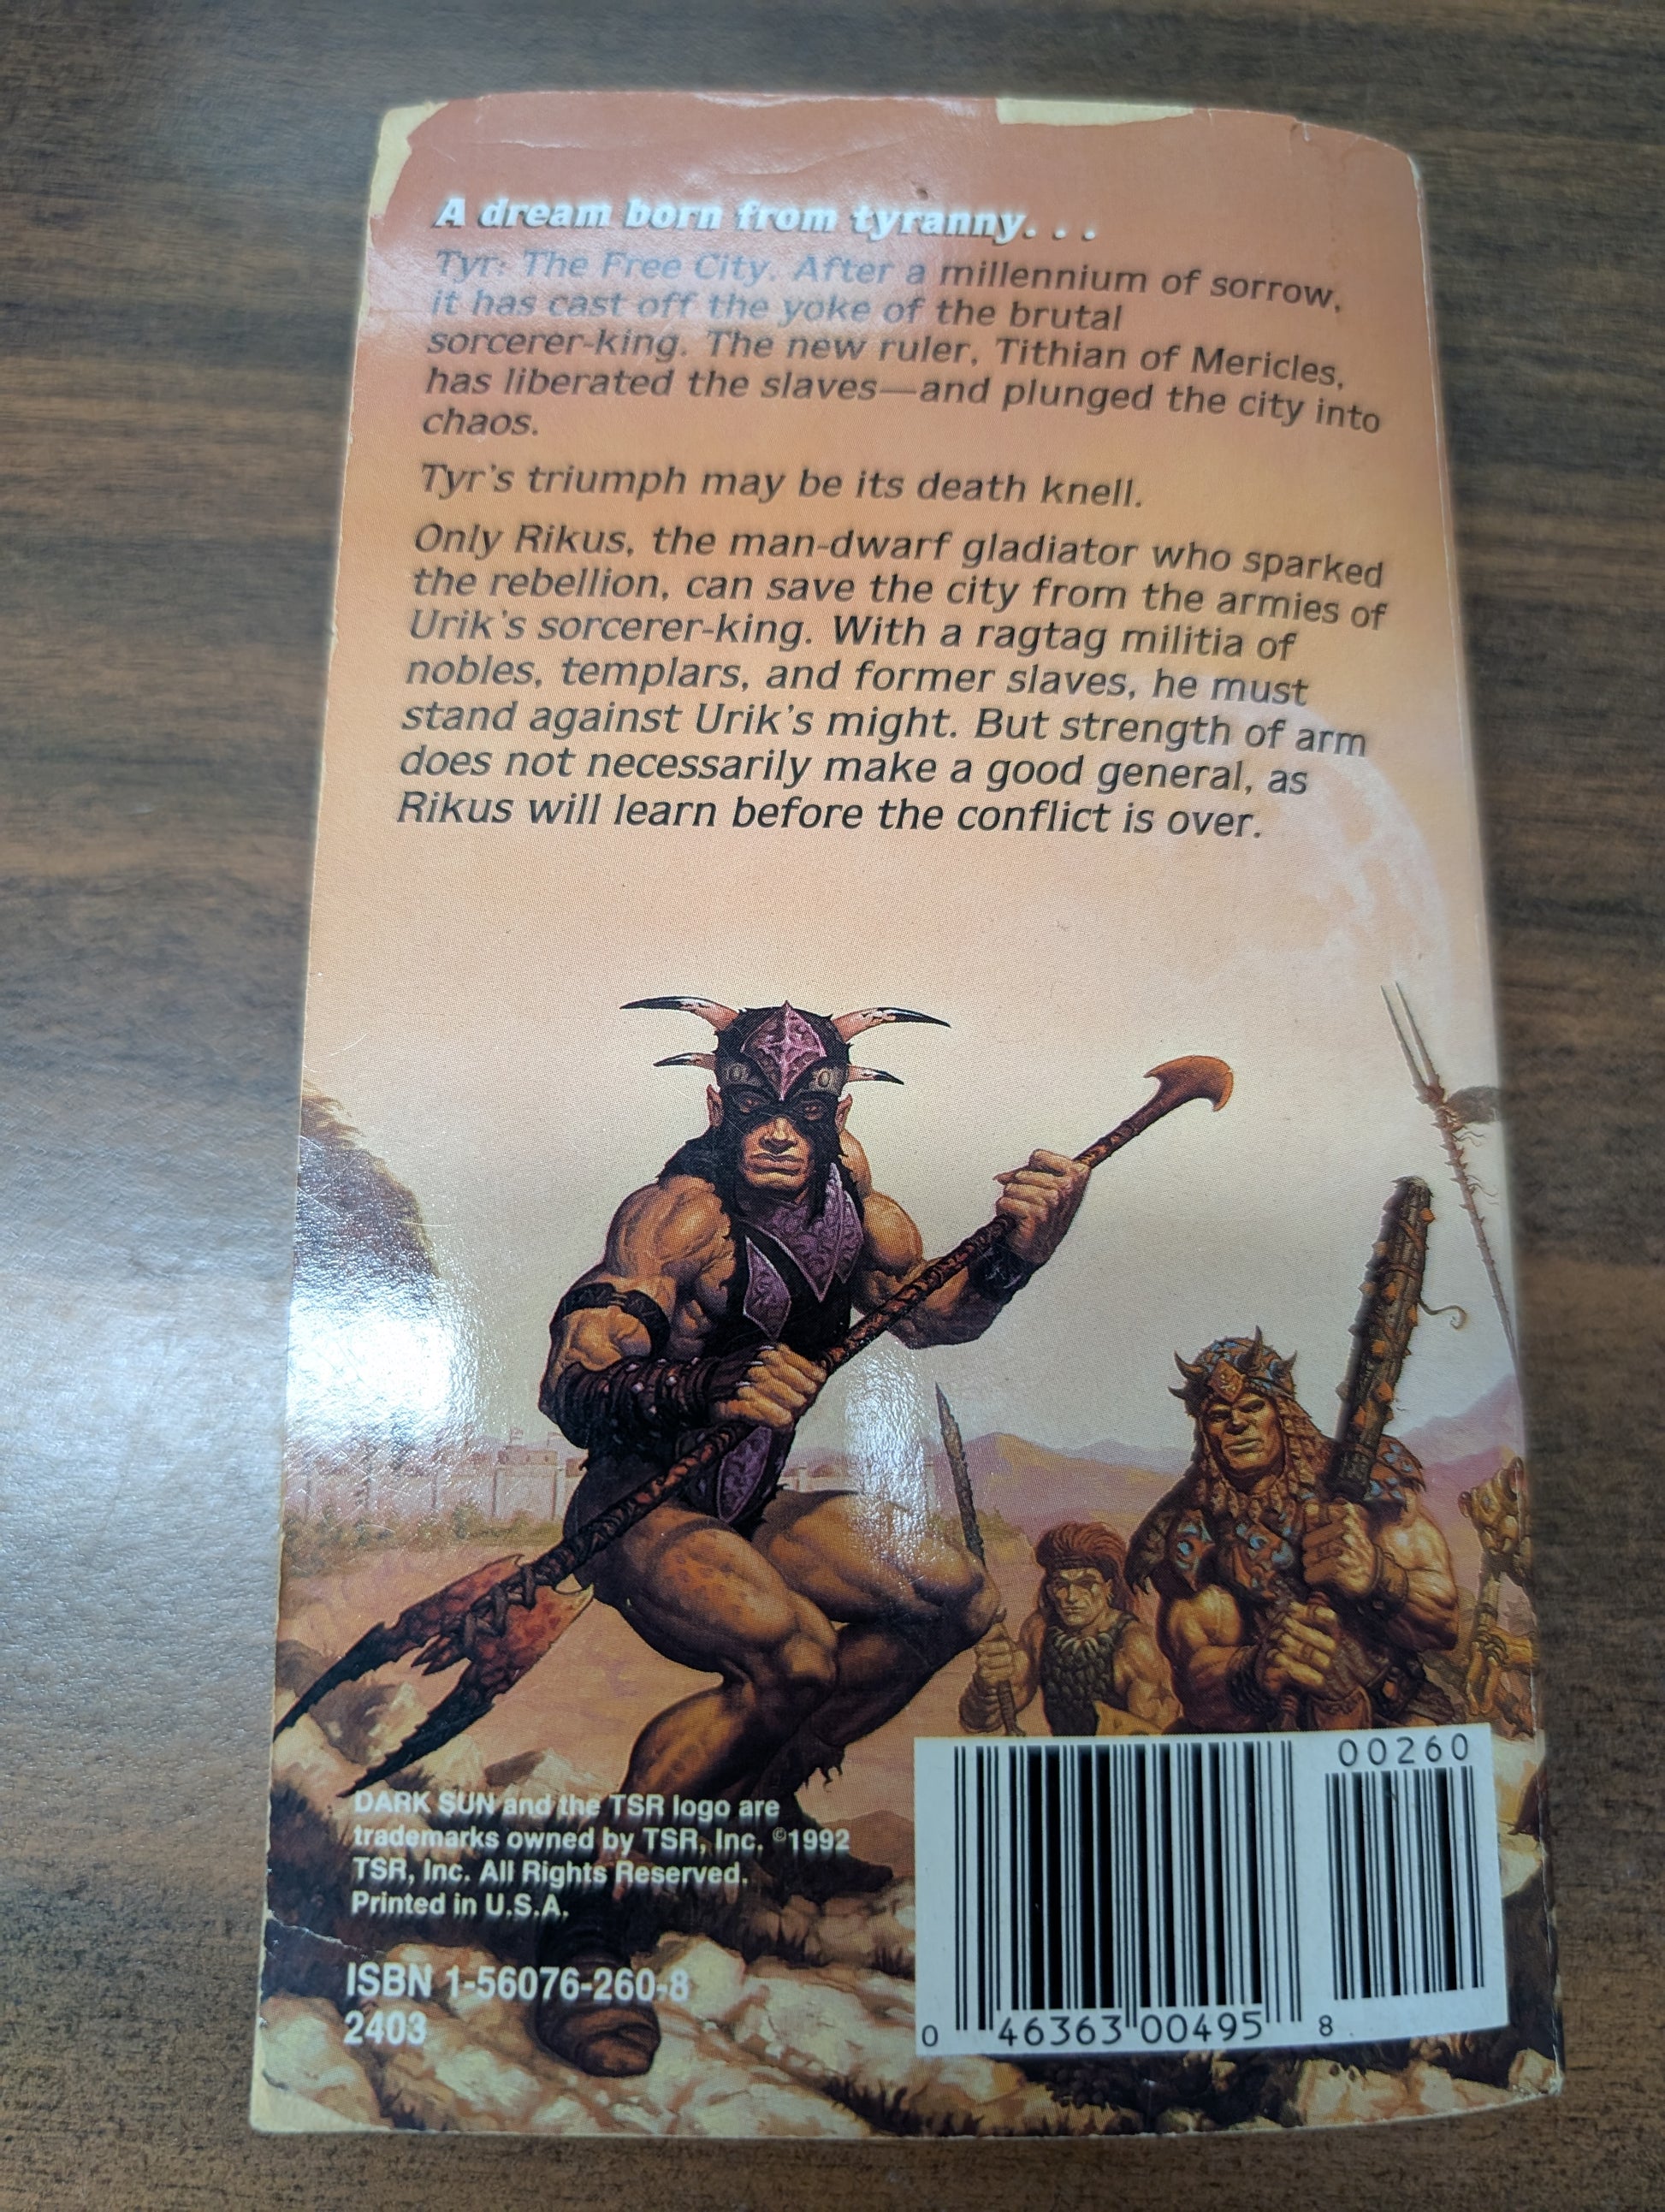 A dream born from tyranny. . .
Tyr: The Free City. After a millennium of sorrow,
it has cast off the yoke of the brutal
sorcerer-king. The new ruler, Tithian of Mericles,
has liberated the slaves—and plunged the city into
chaos.
Tyr's triumph may be its death knell.
Only Rikus, the man-dwarf gladiator who sparked
the rebellion, can save the city from the armies of
Urik's sorcerer-king. With a ragtag militia of
nobles, templars, and former slaves, he must
stand against Urik's might. But strength of arm
does not necessarily make a good general, as
Rikus will learn before the conflict is over.
DARK SUN and the TSR logo are
trademarks owned by TSR, Inc. ©1992
TSR, Inc. All Rights Reserved.
Printed in U.S.A.
ISBN 1-56076-260-8
2403
00260
0 46363 00495 8